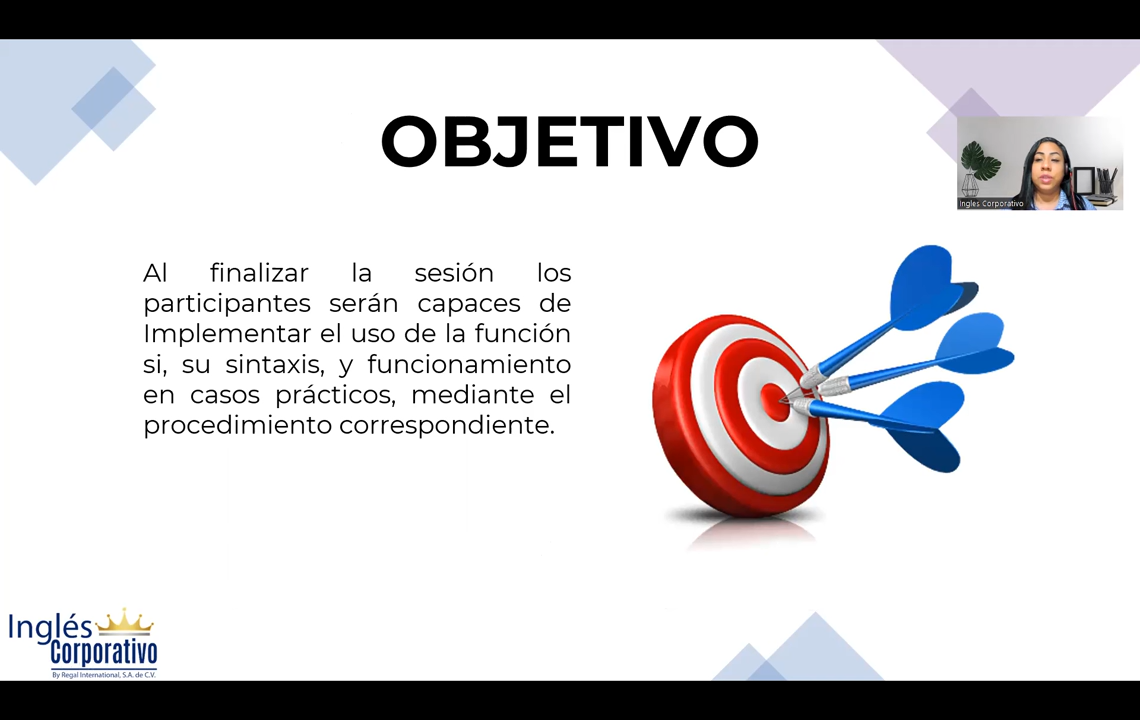 OBJETIVO
Ingles Corporativo
Al finalizar la sesión los
participantes serán capaces de
Implementar el uso de la función
si, su sintaxis, y funcionamiento
en casos prácticos, mediante el
procedimiento correspondiente.
Inglés
Corporativo
By Regal International, S.A. de C.V.